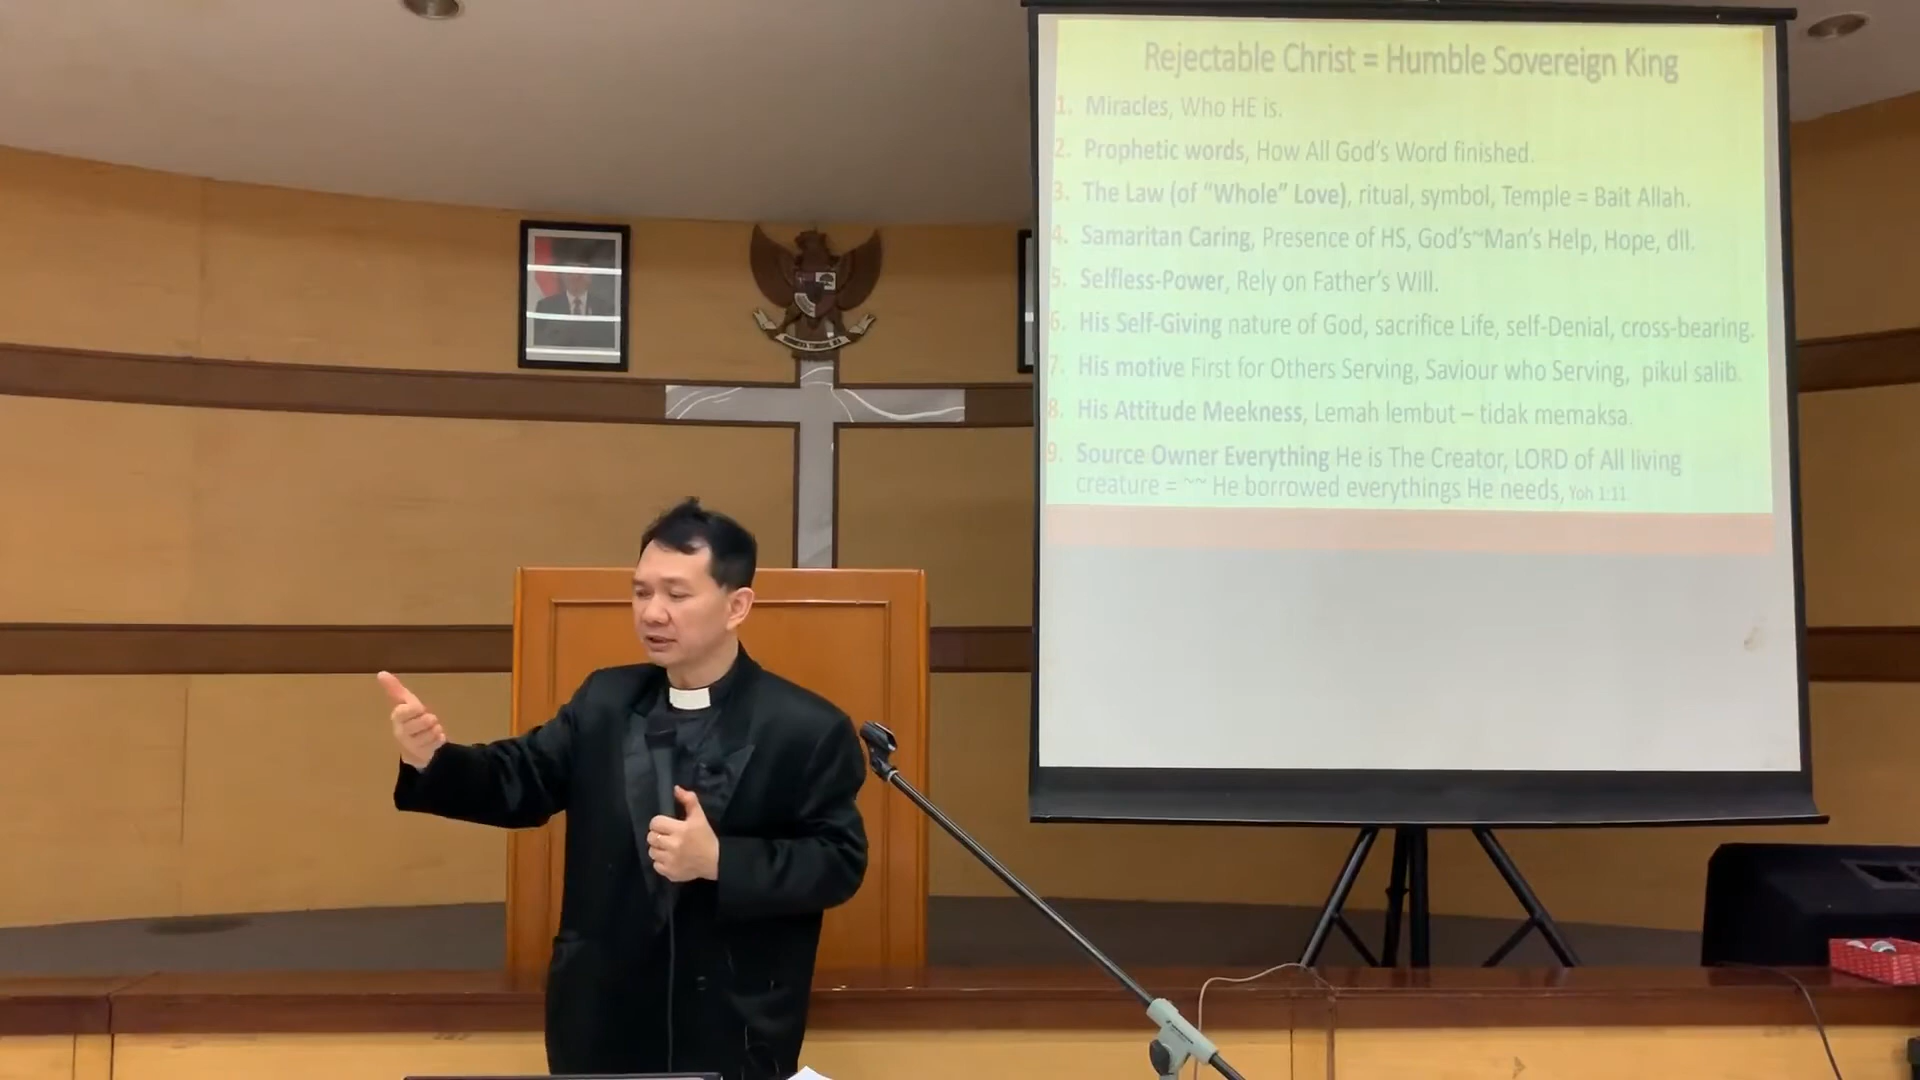 Rejectable Christ = Humble Sovereign King
1. Miracles, Who HE is.
2. Prophetic words, How All God's Word finished.
3. The Law (of "Whole" Love), ritual, symbol, Temple = Bait Allah.
4. Samaritan Caring, Presence of HS, God's~Man's Help, Hope, dll.
5. Selfless-Power, Rely on Father's Will.
6. His Self-Giving nature of God, sacrifice Life, self-Denial, cross-bearing.
7. His motive First for Others Serving, Saviour who Serving, pikul salib.
8. His Attitude Meekness, Lemah lembut – tidak memaksa.
9. Source Owner Everything He is The Creator, LORD of All living
creature = ~~ He borrowed everythings He needs, Yoh 1:11